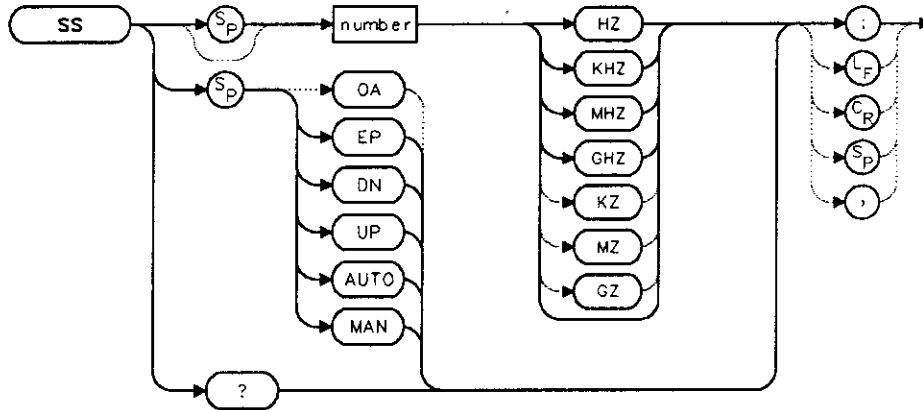 SS
SP
number
HZ
;
KHZ
LF
SP
OA
MHZ
CR
EP
GHZ
SP
DN
KZ
,
UP
MZ
AUTO
GZ
MAN
?